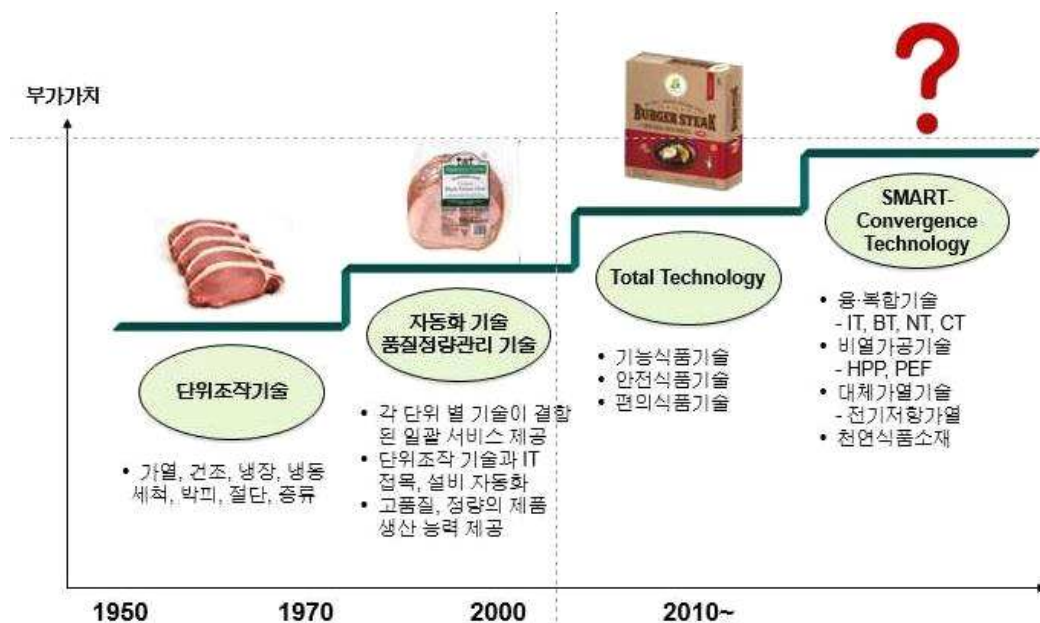 부가가치
BURGER STEAK
SMART-
Convergence
Technology
Total Technology
자동화 기술
품질정량관리 기술
단위조작기술
• 가열, 건조, 냉장, 냉동
세척, 박피, 절단, 증류
• 각 단위 별 기술이 결합
된 일괄 서비스 제공
• 단위조작 기술과 IT
접목, 설비 자동화
• 고품질, 정량의 제품
생산 능력 제공
• 기능식품기술
• 안전식품기술
• 편의식품기술
• 융·복합기술
- IT, BT, NT, CT
• 비열가공기술
- HPP, PEF
• 대체가열기술
- 전기저항가열
• 천연식품소재
?
1950
1970
2000
2010~